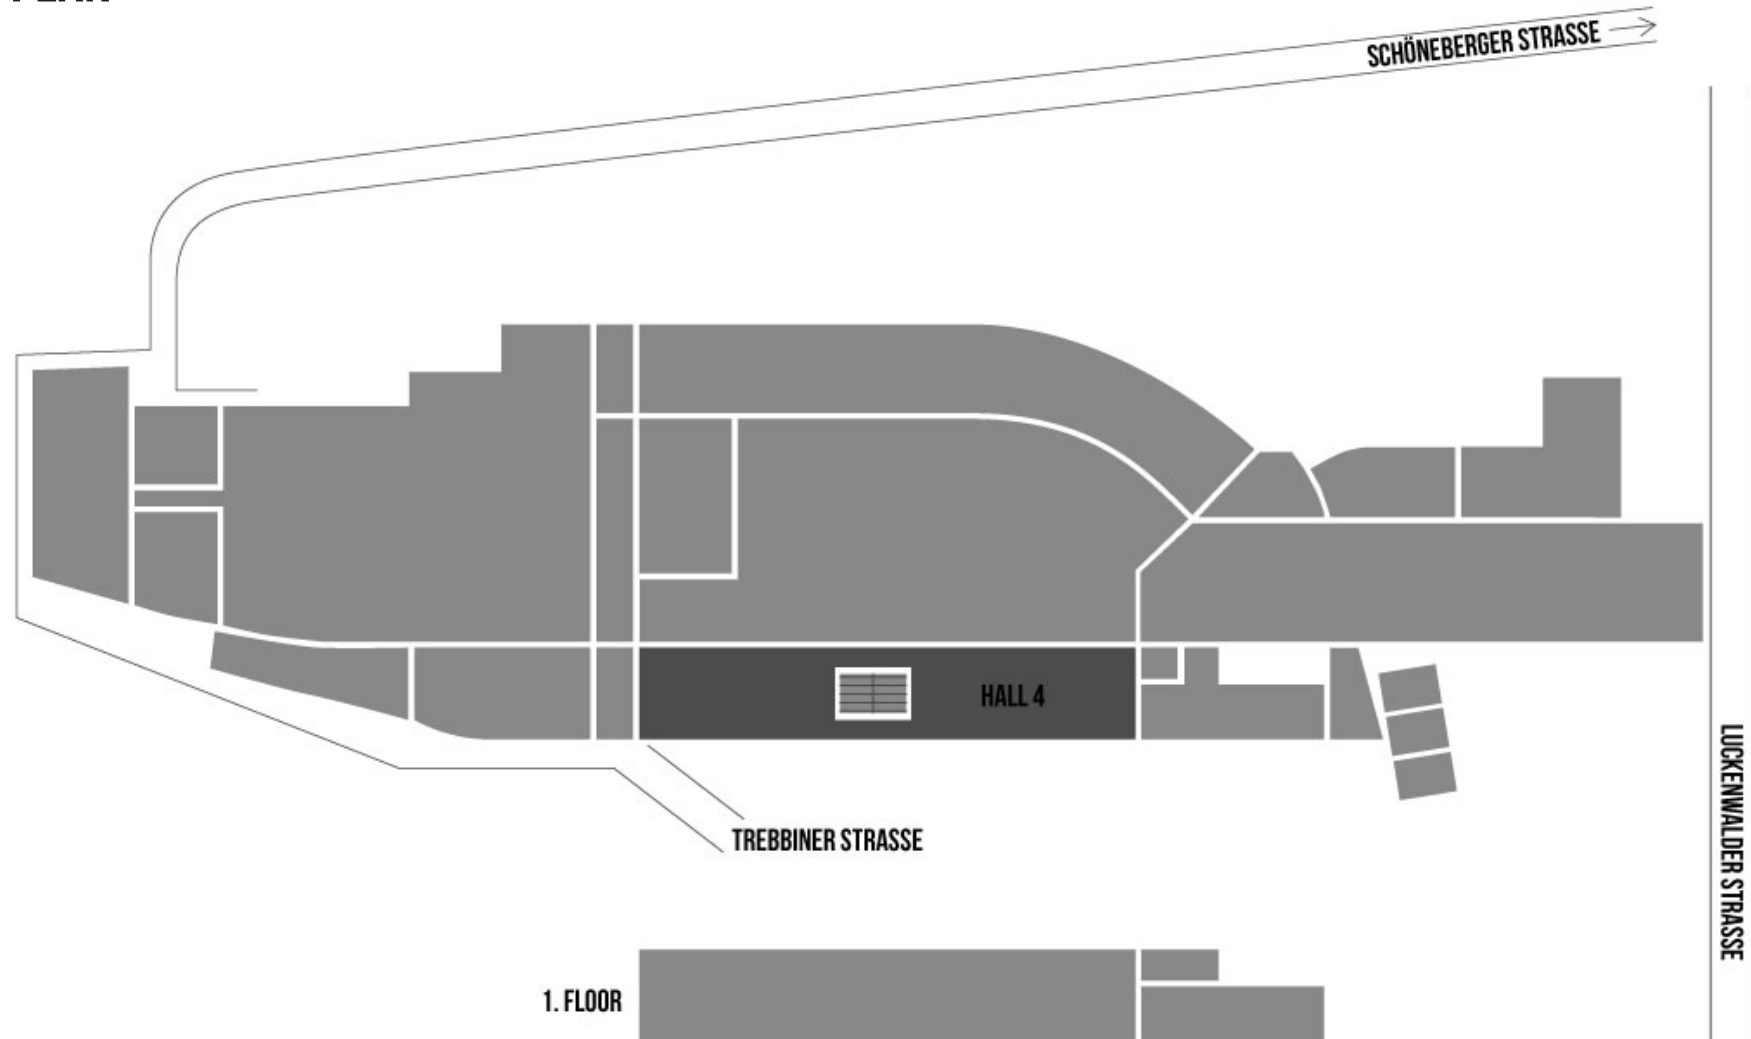 SCHÖNEBERGER STRASSE
HALL 4
TREBBINER STRASSE
LUCKENWALDER STRASSE
1. FLOOR